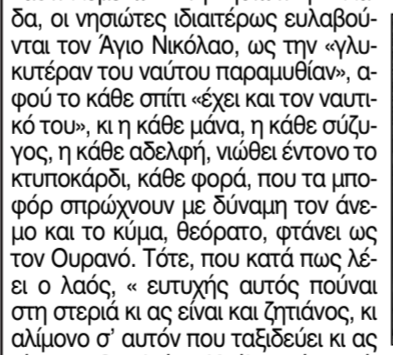 δα, οι νησιώτες ιδιαιτέρως ευλαβού-
νται τον Άγιο Νικόλαο, ως την «γλυ-
κυτέραν του ναύτου παραμυθίαν», α-
φού το κάθε σπίτι «έχει και τον ναυτι-
κό του», κι η κάθε μάνα, η κάθε σύζυ-
γος, η κάθε αδελφή, νιώθει έντονο το
κτυποκάρδι, κάθε φορά, που τα μπο-
φόρ σπρώχνουν με δύναμη τον άνε-
μο και το κύμα, θεόρατο, φτάνει ως
τον Ουρανό. Τότε, που κατά πως λέ-
ει ο λαός, « ευτυχής αυτός πούναι
στη στεριά κι ας είναι και ζητιάνος, κι
αλίμονο σ’ αυτόν που ταξιδεύει κι ας